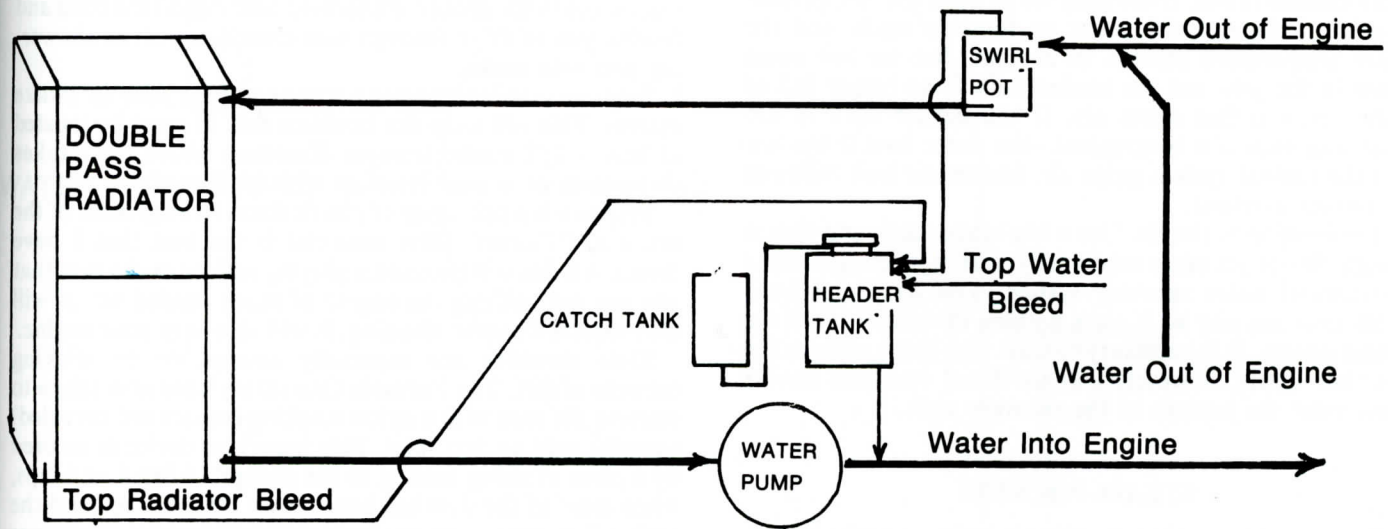 Water Out of Engine
SWIRL
POT
DOUBLE
PASS
RADIATOR
Top Water
Bleed
HEADER
TANK
CATCH TANK
Water Out of Engine
Water Into Engine
WATER
PUMP
Top Radiator Bleed